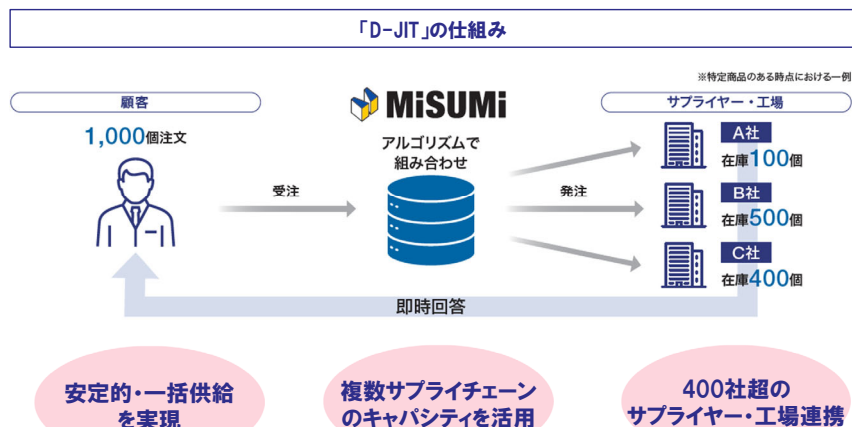 「D-JIT」の仕組み
※特定商品のある時点における一例
顧客
MiSUMi
サプライヤー・工場
1,000個注文
アルゴリズムで
組み合わせ
A社
在庫100個
受注
発注
B社
在庫500個
C社
在庫400個
即時回答
安定的・一括供給
を実現
複数サプライチェーン
のキャパシティを活用
400社超の
サプライヤー・工場連携